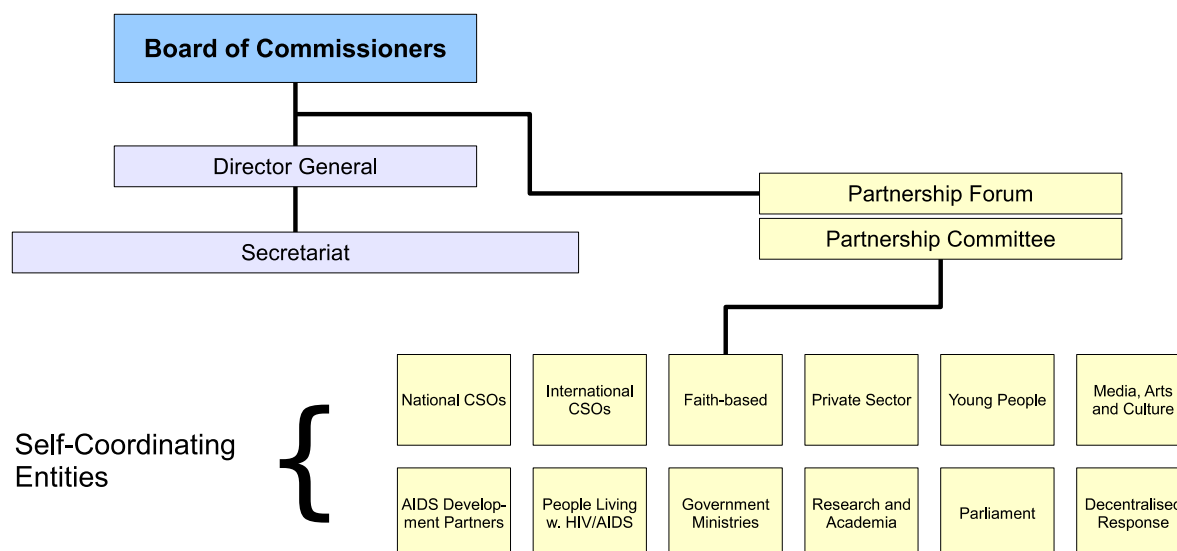 Board of Commissioners
Director General
Partnership Forum
Partnership Committee
Secretariat
National CSOs
International
CSOs
Faith-based
Private Sector
Young People
Media, Arts
and Culture
Self-Coordinating
Entities
{
AIDS Develop-
ment Partners
People Living
w. HIV/AIDS
Government
Ministries
Research and
Academia
Parliament
Decentralised
Response